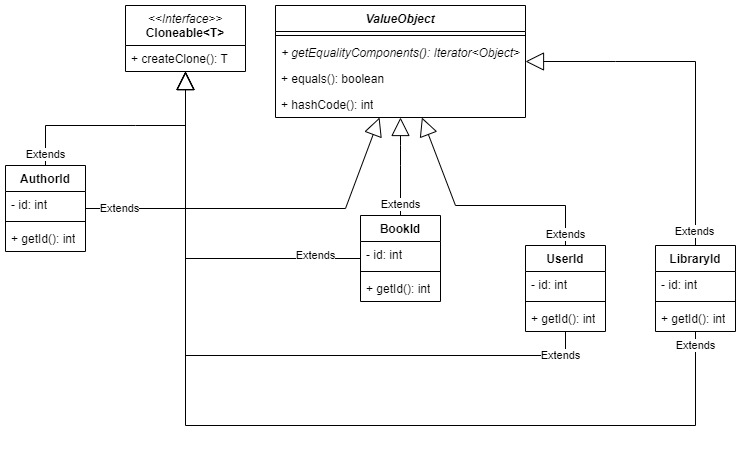 <<Interface>>
Cloneable<T>
+ createClone(): T
ValueObject
+ getEqualityComponents(): Iterator<Object>
+ equals(): boolean
+ hashCode(): int
Extends
AuthorId
- id: int
+ getId(): int
Extends
Extends
BookId
- id: int
+ getId(): int
Extends
Extends
UserId
- id: int
+ getId(): int
Extends
Extends
LibraryId
- id: int
+ getId(): int
Extends